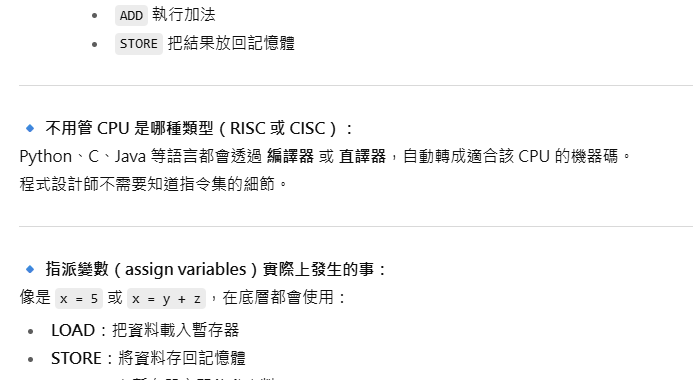 ADD 執行加法
STORE 把結果放回記憶體
不用管 CPU 是哪種類型（RISC 或 CISC）：
Python、C、Java 等語言都會透過 編譯器 或 直譯器，自動轉成適合該 CPU 的機器碼。
程式設計師不需要知道指令集的細節。
指派變數（assign variables）實際上發生的事：
像是 x = 5 或 x = y + z，在底層都會使用：
LOAD：把資料載入暫存器
STORE：將資料存回記憶體